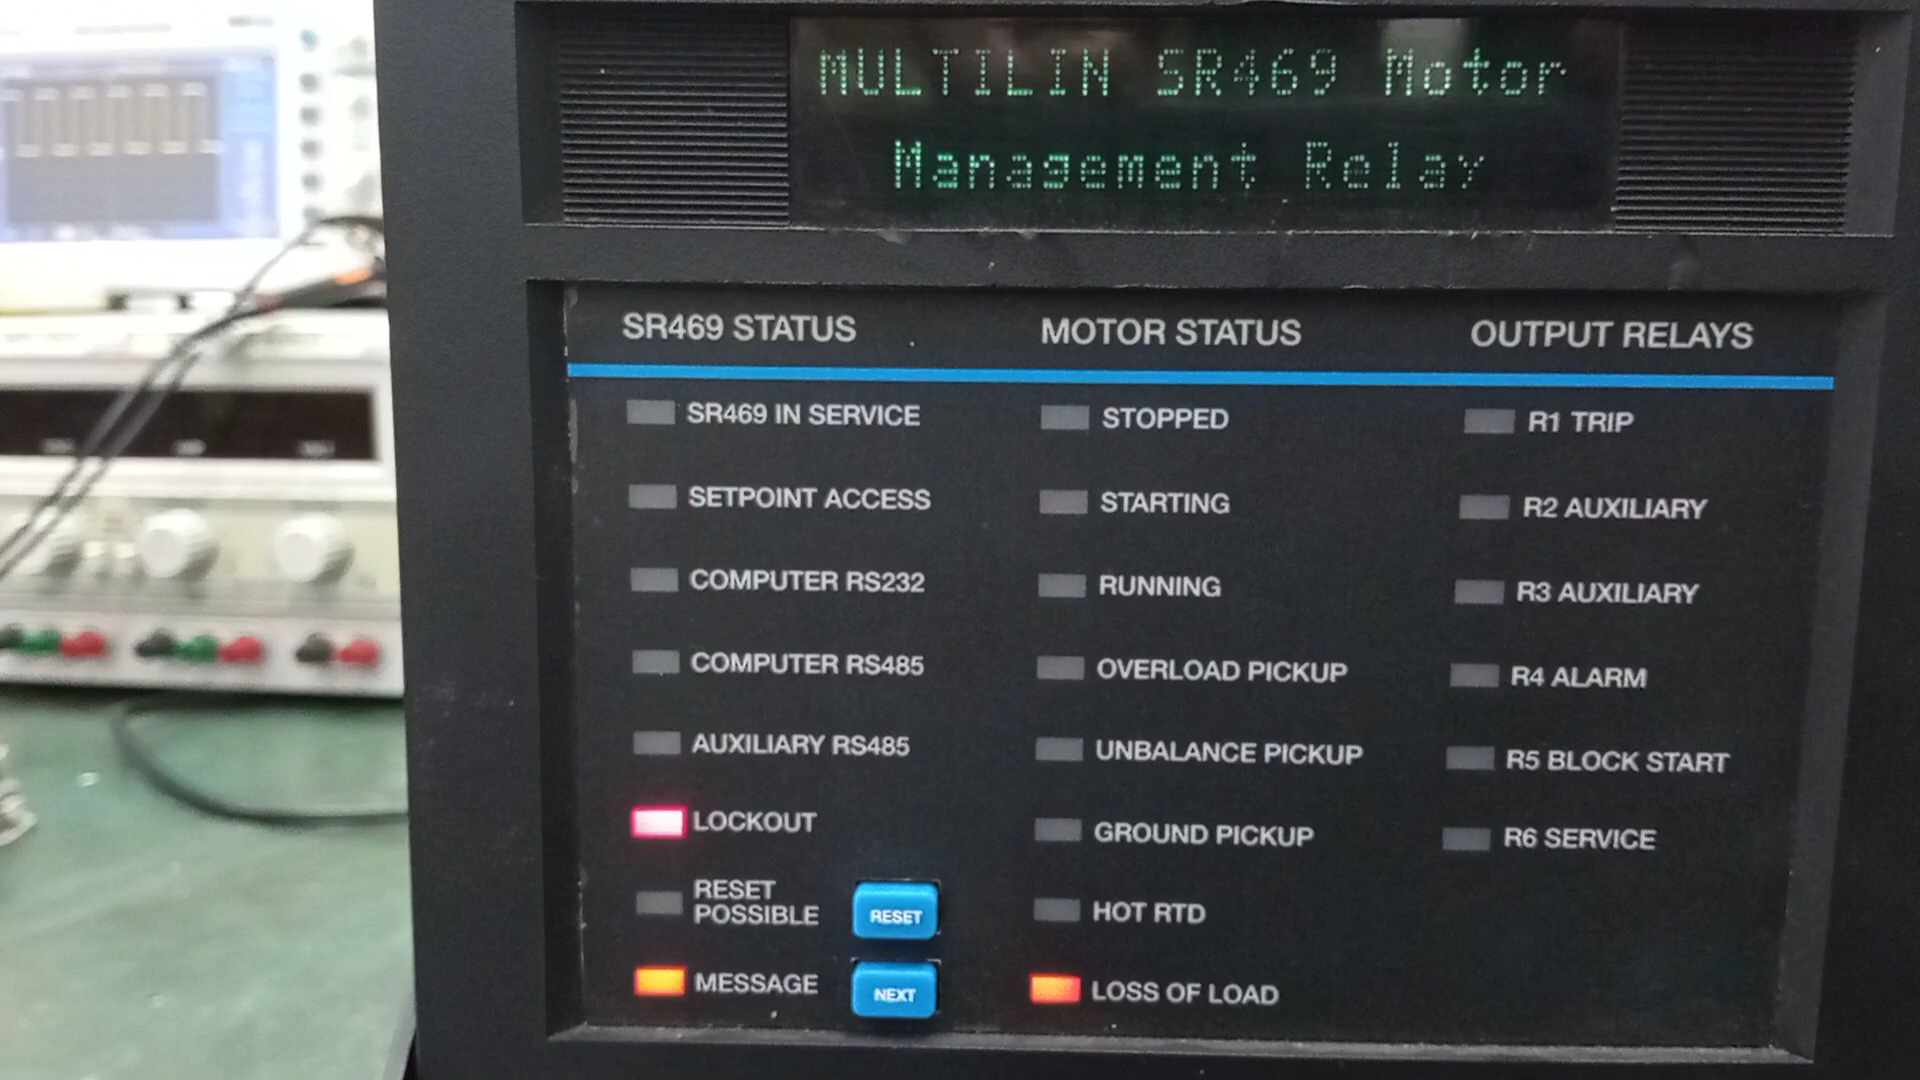 MULTILIN SR469 Motor
Management Relay
SR469 STATUS
SR469 IN SERVICE
SETPOINT ACCESS
COMPUTER RS232
COMPUTER RS485
AUXILIARY RS485
LOCKOUT
RESET
POSSIBLE
RESET
MESSAGE
NEXT
MOTOR STATUS
STOPPED
STARTING
RUNNING
OVERLOAD PICKUP
UNBALANCE PICKUP
GROUND PICKUP
HOT RTD
LOSS OF LOAD
OUTPUT RELAYS
R1 TRIP
R2 AUXILIARY
R3 AUXILIARY
R4 ALARM
R5 BLOCK START
R6 SERVICE